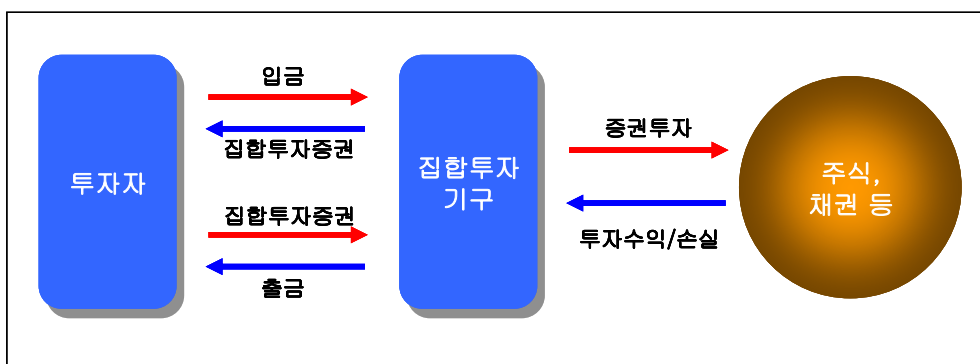 입금
집합투자증권
투자자
집합투자증권
출금
집합투자
기구
증권투자
투자수익/손실
주식,
채권 등